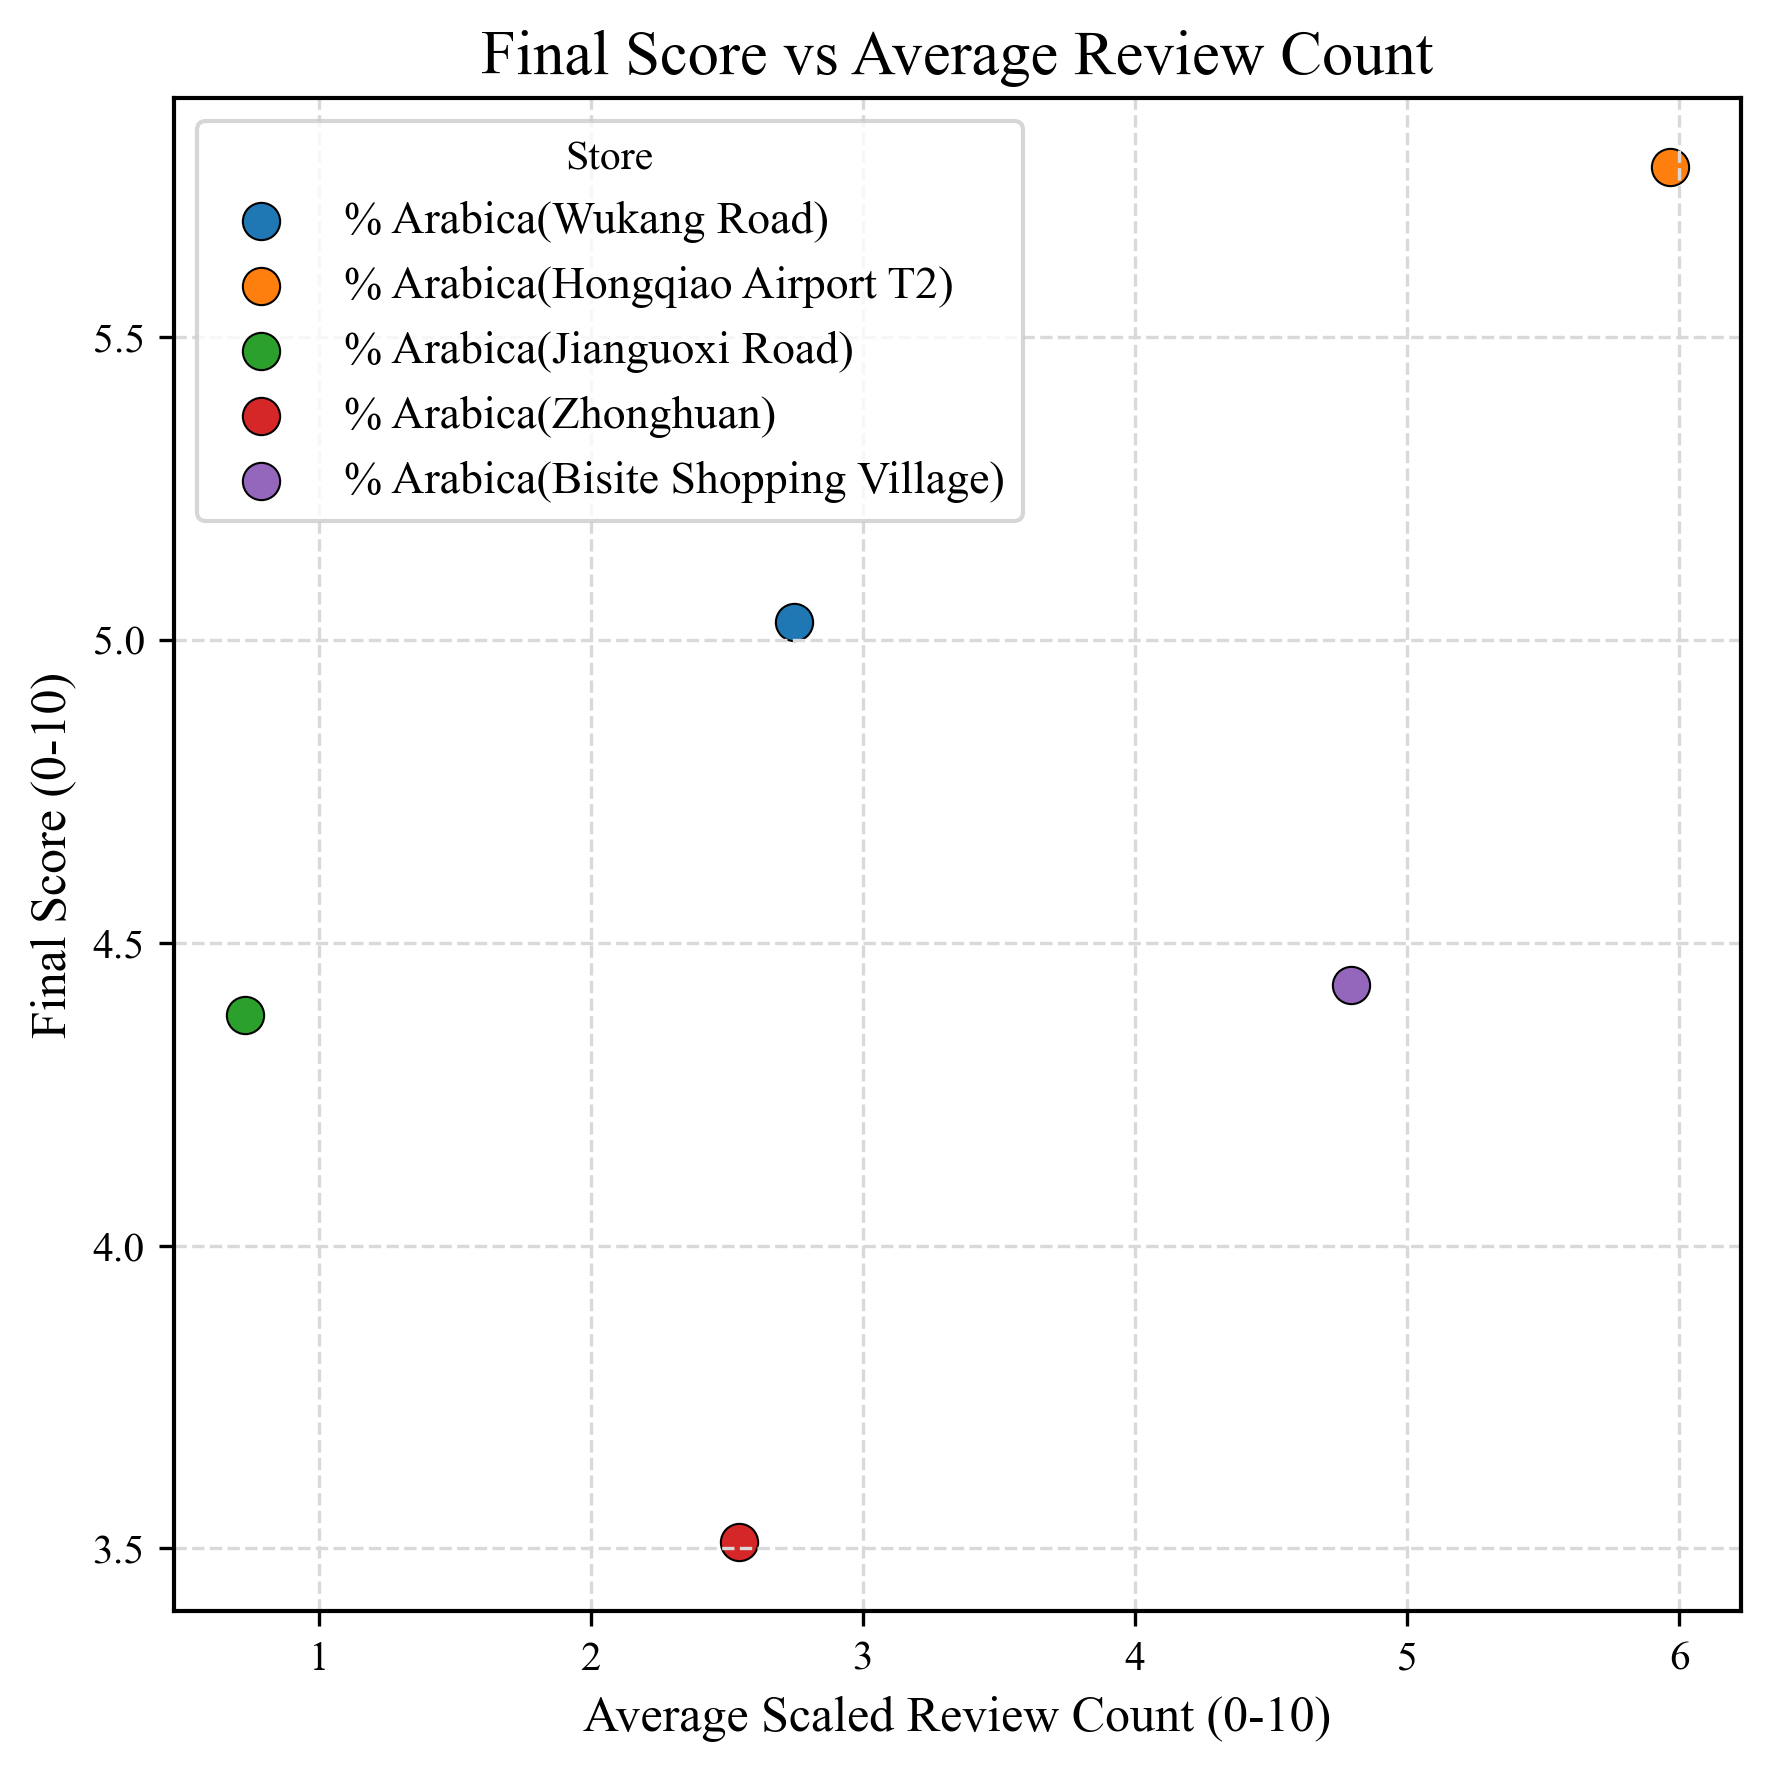 Final Score vs Average Review Count
Store
% Arabica(Wukang Road)
% Arabica(Hongqiao Airport T2)
% Arabica(Jianguoxi Road)
% Arabica(Zhonghuan)
% Arabica(Bisite Shopping Village)
Final Score (0-10)
5.5
5.0
4.5
4.0
3.5
1 2 3 4 5 6
Average Scaled Review Count (0-10)